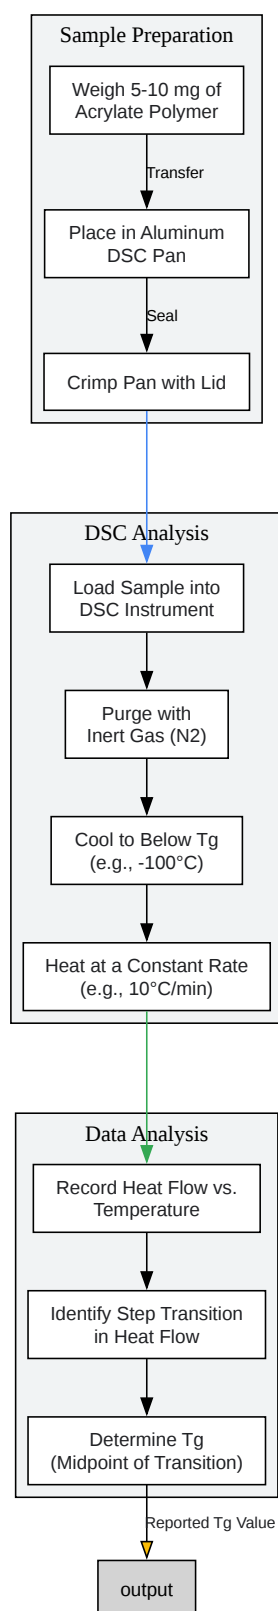 Sample Preparation
Weigh 5-10 mg of
Acrylate Polymer
Transfer
Place in Aluminum
DSC Pan
Seal
Crimp Pan with Lid
DSC Analysis
Load Sample into
DSC Instrument
Purge with
Inert Gas (N2)
Cool to Below Tg
(e.g., -100°C)
Heat at a Constant Rate
(e.g., 10°C/min)
Data Analysis
Record Heat Flow vs.
Temperature
Identify Step Transition
in Heat Flow
Determine Tg
(Midpoint of Transition)
Reported Tg Value
output